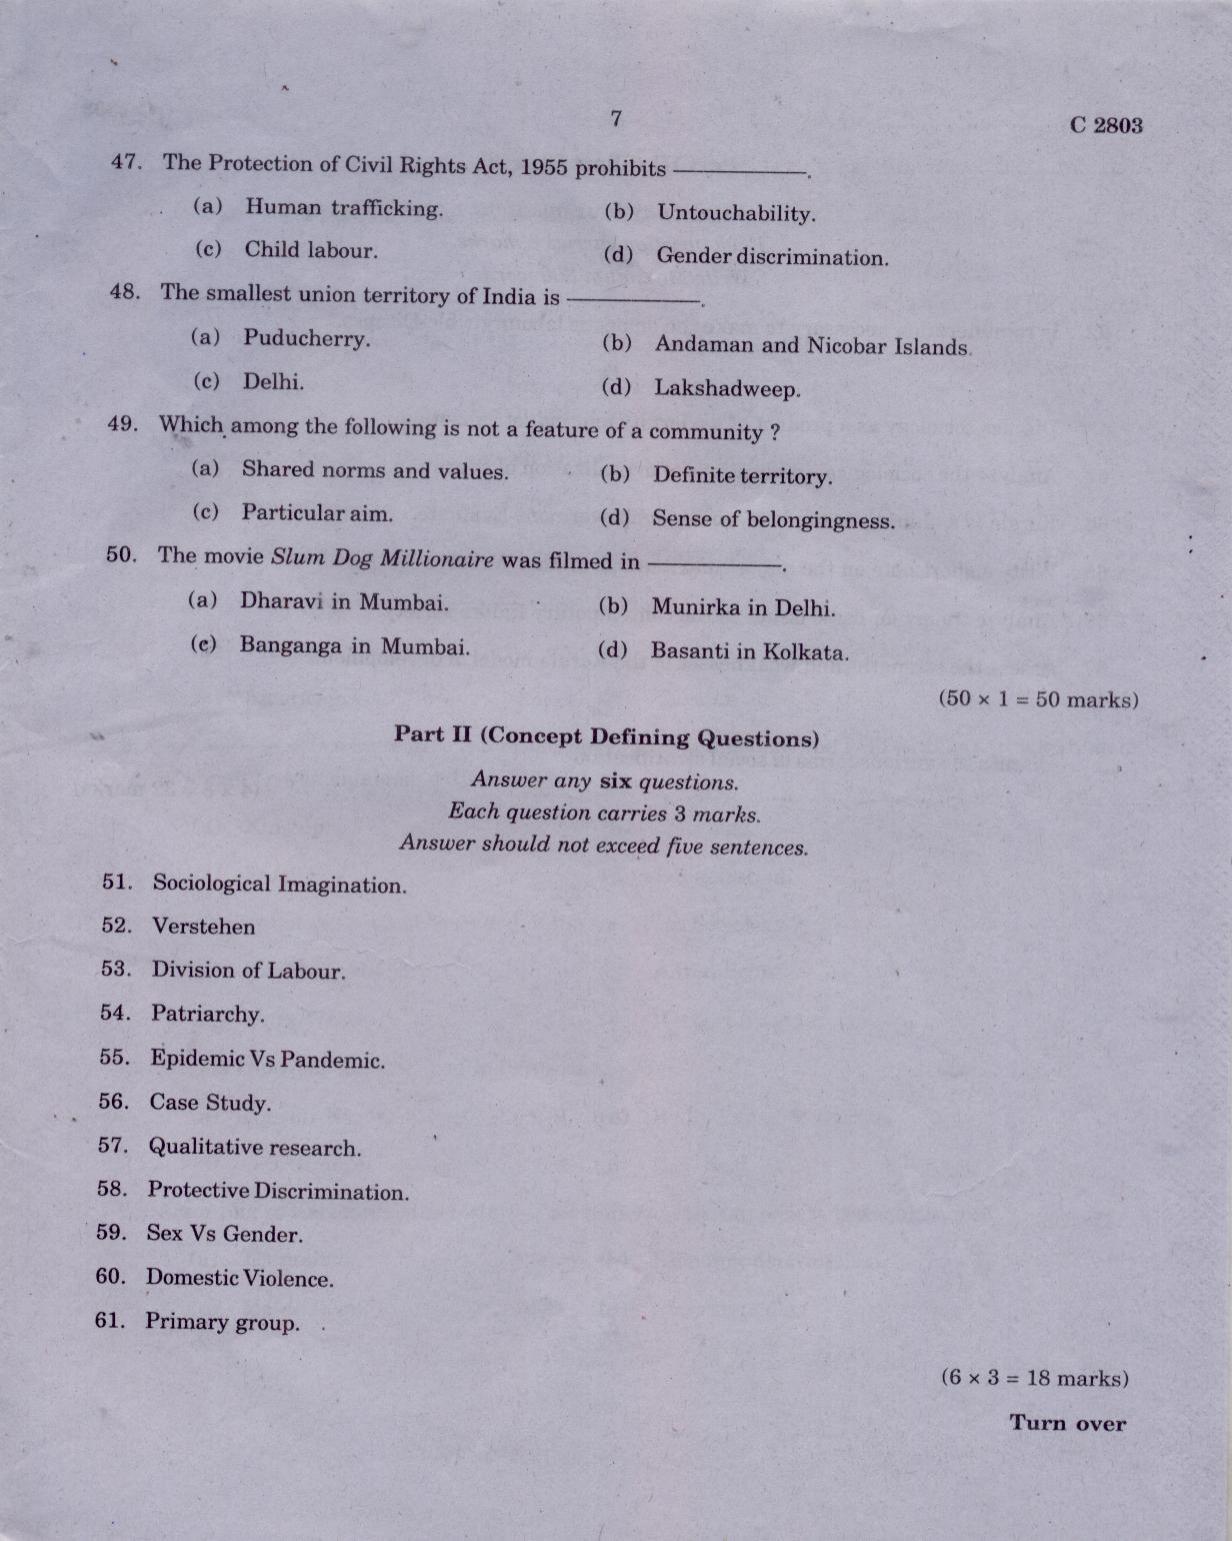 7
C 2803
47. The Protection of Civil Rights Act, 1955 prohibits ————.
(a) Human trafficking. (b) Untouchability.
(c) Child labour. (d) Gender discrimination.
48. The smallest union territory of India is ————.
(a) Puducherry. (b) Andaman and Nicobar Islands.
(c) Delhi. (d) Lakshadweep.
49. Which among the following is not a feature of a community ?
(a) Shared norms and values. (b) Definite territory.
(c) Particular aim. (d) Sense of belongingness.
50. The movie Slum Dog Millionaire was filmed in ————.
(a) Dharavi in Mumbai. (b) Munirka in Delhi.
(c) Banganga in Mumbai. (d) Basanti in Kolkata.
(50 × 1 = 50 marks)
Part II (Concept Defining Questions)
Answer any six questions.
Each question carries 3 marks.
Answer should not exceed five sentences.
51. Sociological Imagination.
52. Verstehen
53. Division of Labour.
54. Patriarchy.
55. Epidemic Vs Pandemic.
56. Case Study.
57. Qualitative research.
58. Protective Discrimination.
59. Sex Vs Gender.
60. Domestic Violence.
61. Primary group.
(6 × 3 = 18 marks)
Turn over